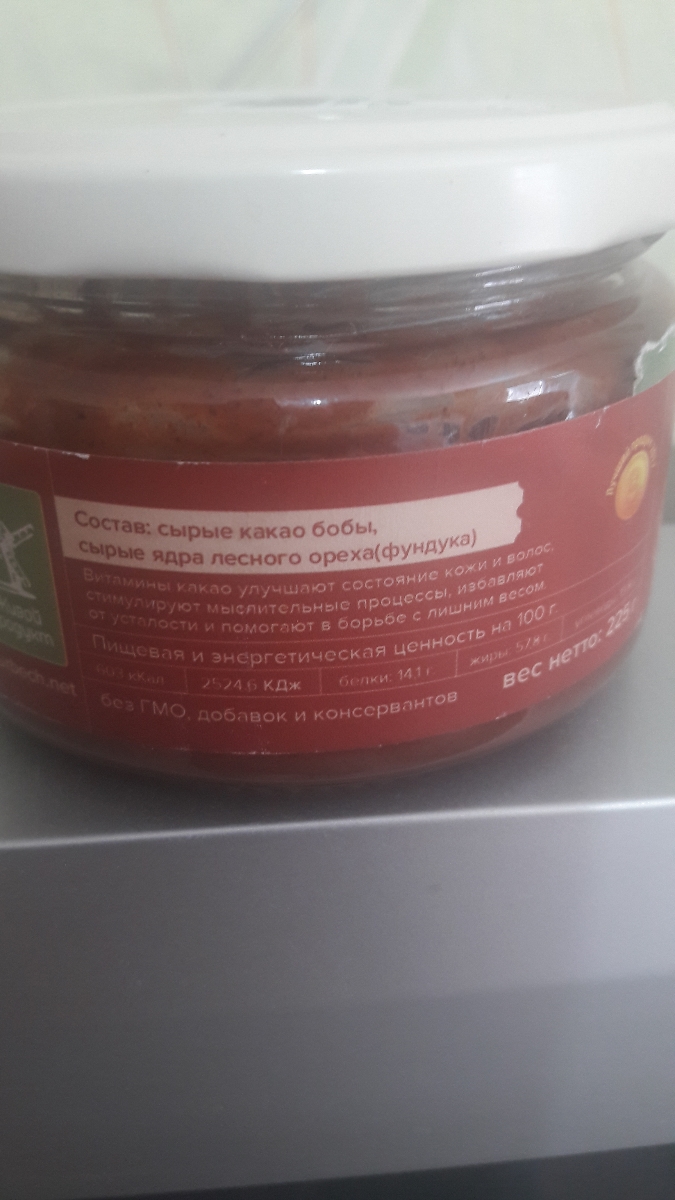 Состав: сырые какао бобы,
сырые ядра лесного ореха(фундука)
Витамины какао улучшают состояние кожи и волос,
стимулируют мыслительные процессы, избавляют
от усталости и помогают в борьбе с лишним весом.
Пищевая и энергетическая ценность на 100 г.
603 кКал 2524.6 КДж белки: 14.1 г. жиры: 57.8 г.
вес нетто: 225 г
без ГМО, добавок и консервантов